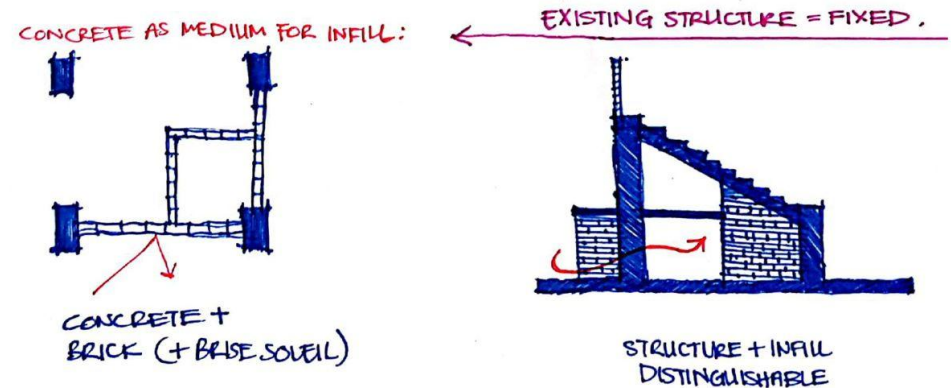 CONCRETE AS MEDIUM FOR INFILL:
EXISTING STRUCTURE = FIXED.
CONCRETE +
BRICK (+ BRISE SOLEIL)
STRUCTURE + INFILL
DISTINGUISHABLE